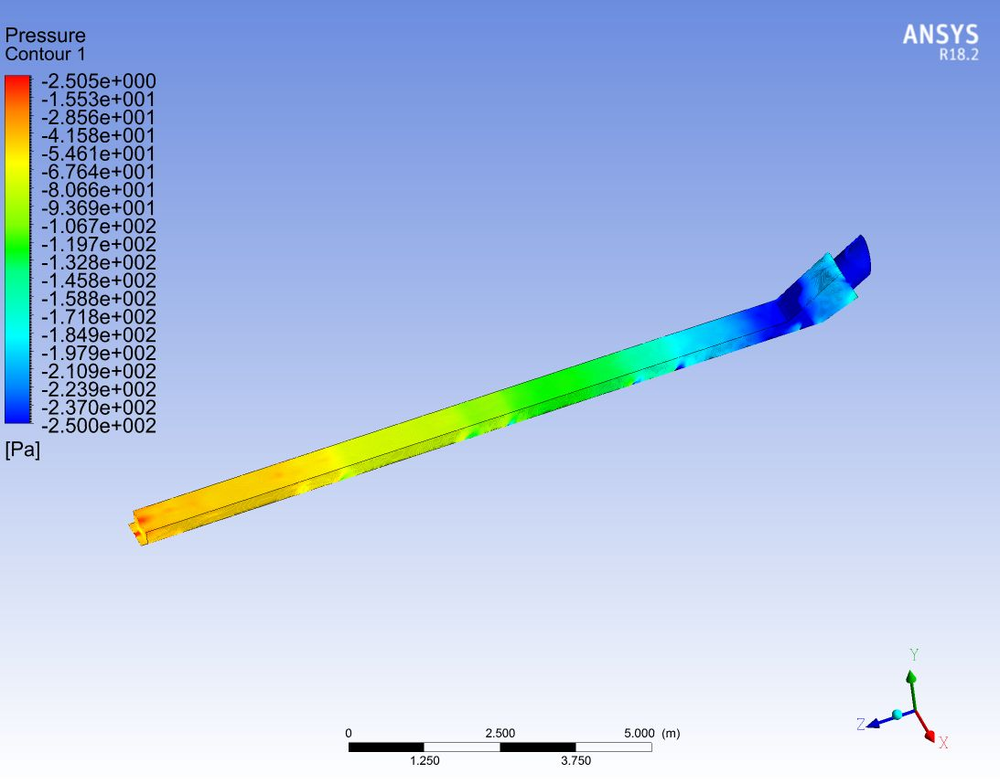 Pressure
Contour 1
ANSYS
R18.2
-2.505e+000
-1.553e+001
-2.856e+001
-4.158e+001
-5.461e+001
-6.764e+001
-8.066e+001
-9.369e+001
-1.067e+002
-1.197e+002
-1.328e+002
-1.458e+002
-1.588e+002
-1.718e+002
-1.849e+002
-1.979e+002
-2.109e+002
-2.239e+002
-2.370e+002
-2.500e+002
[Pa]
Y
Z
X
0 2.500 5.000 (m)
1.250 3.750